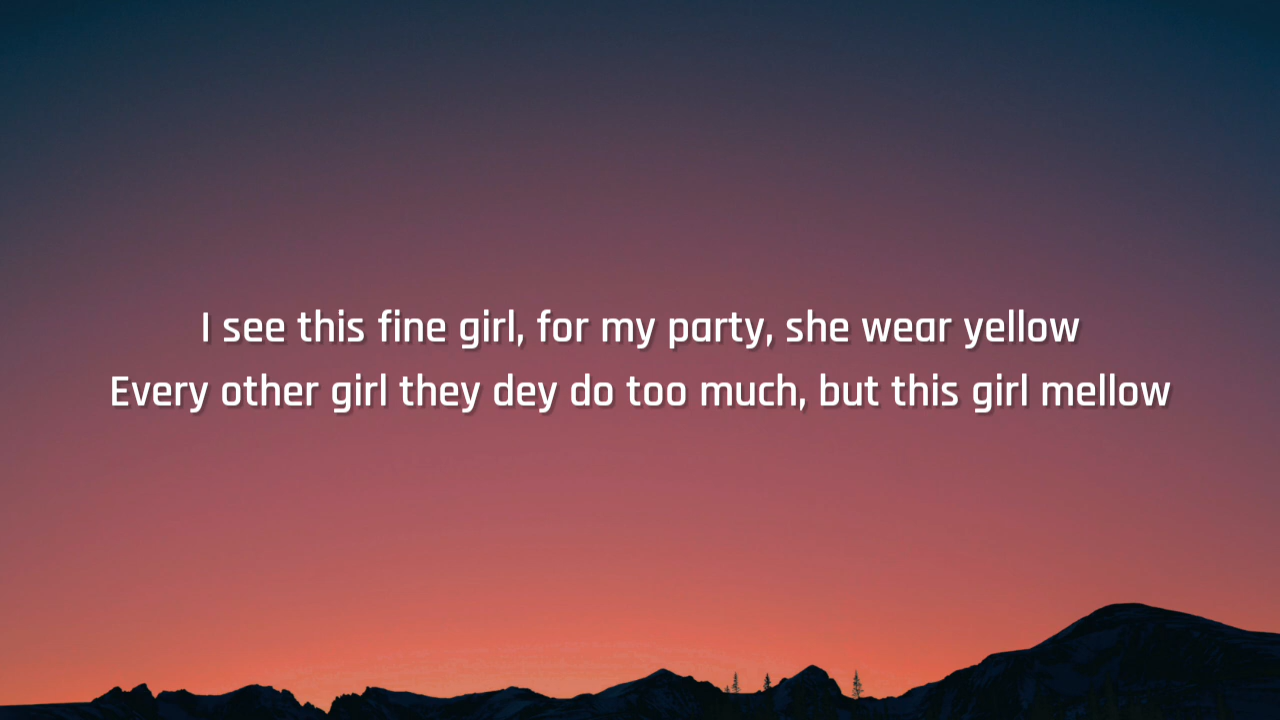 I see this fine girl, for my party, she wear yellow
Every other girl they dey do too much, but this girl mellow